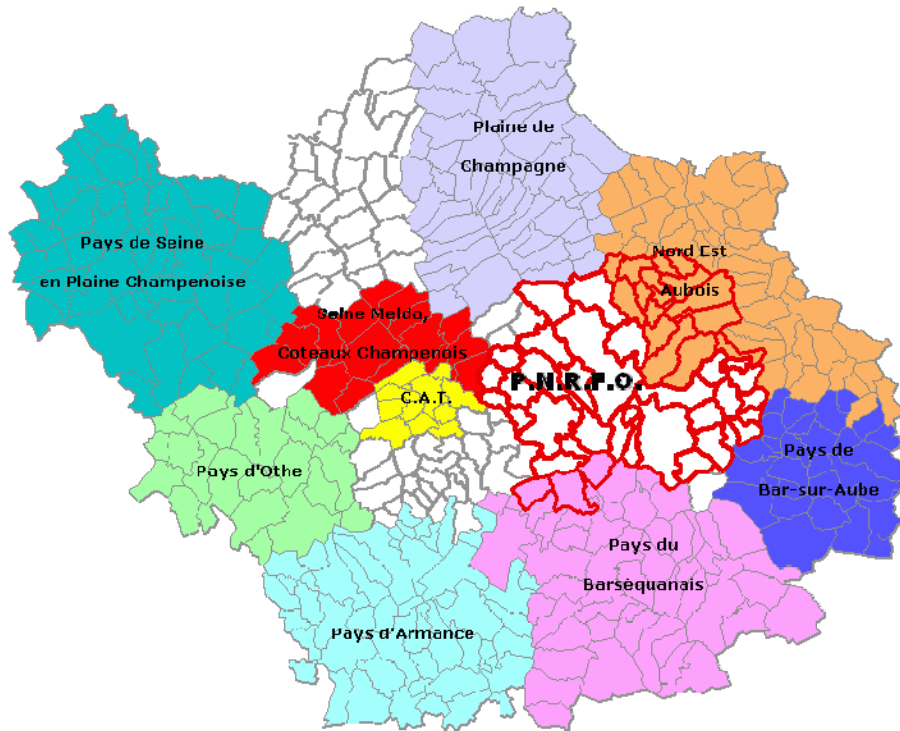 Plaine de
Champagne
Pays de Seine
en Plaine Champenoise
Nord Est
Aubois
Seine Melda,
Coteaux Champenois
P.N.R.F.O.
C.A.T.
Pays d'Othe
Pays de
Bar-sur-Aube
Pays du
Barséquanais
Pays d'Armance